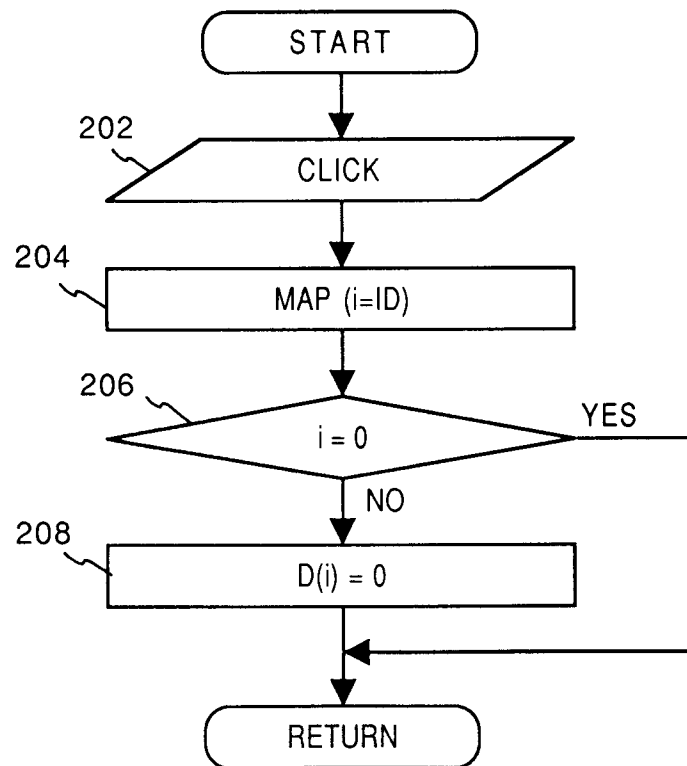 START
202
CLICK
204
MAP (i=ID)
206
i = 0
YES
NO
208
D(i) = 0
RETURN